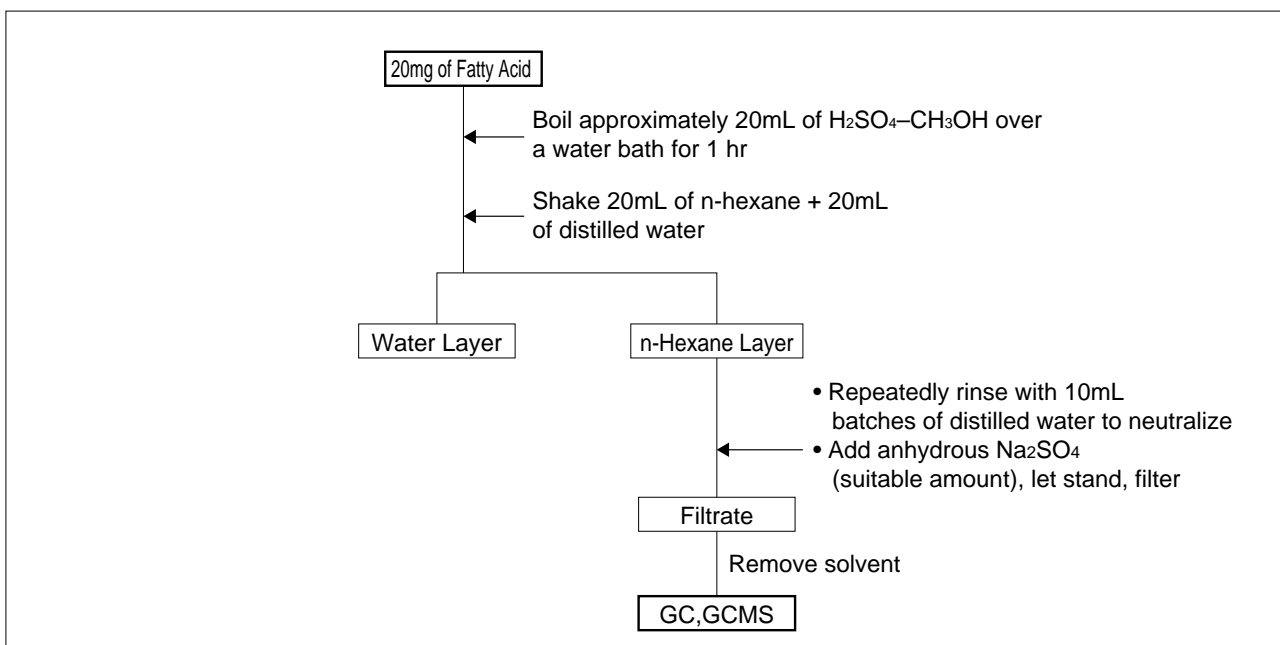 20mg of Fatty Acid
Boil approximately 20mL of H₂SO₄–CH₃OH over
a water bath for 1 hr
Shake 20mL of n-hexane + 20mL
of distilled water
Water Layer
n-Hexane Layer
• Repeatedly rinse with 10mL
batches of distilled water to neutralize
• Add anhydrous Na₂SO₄
(suitable amount), let stand, filter
Filtrate
Remove solvent
GC,GCMS